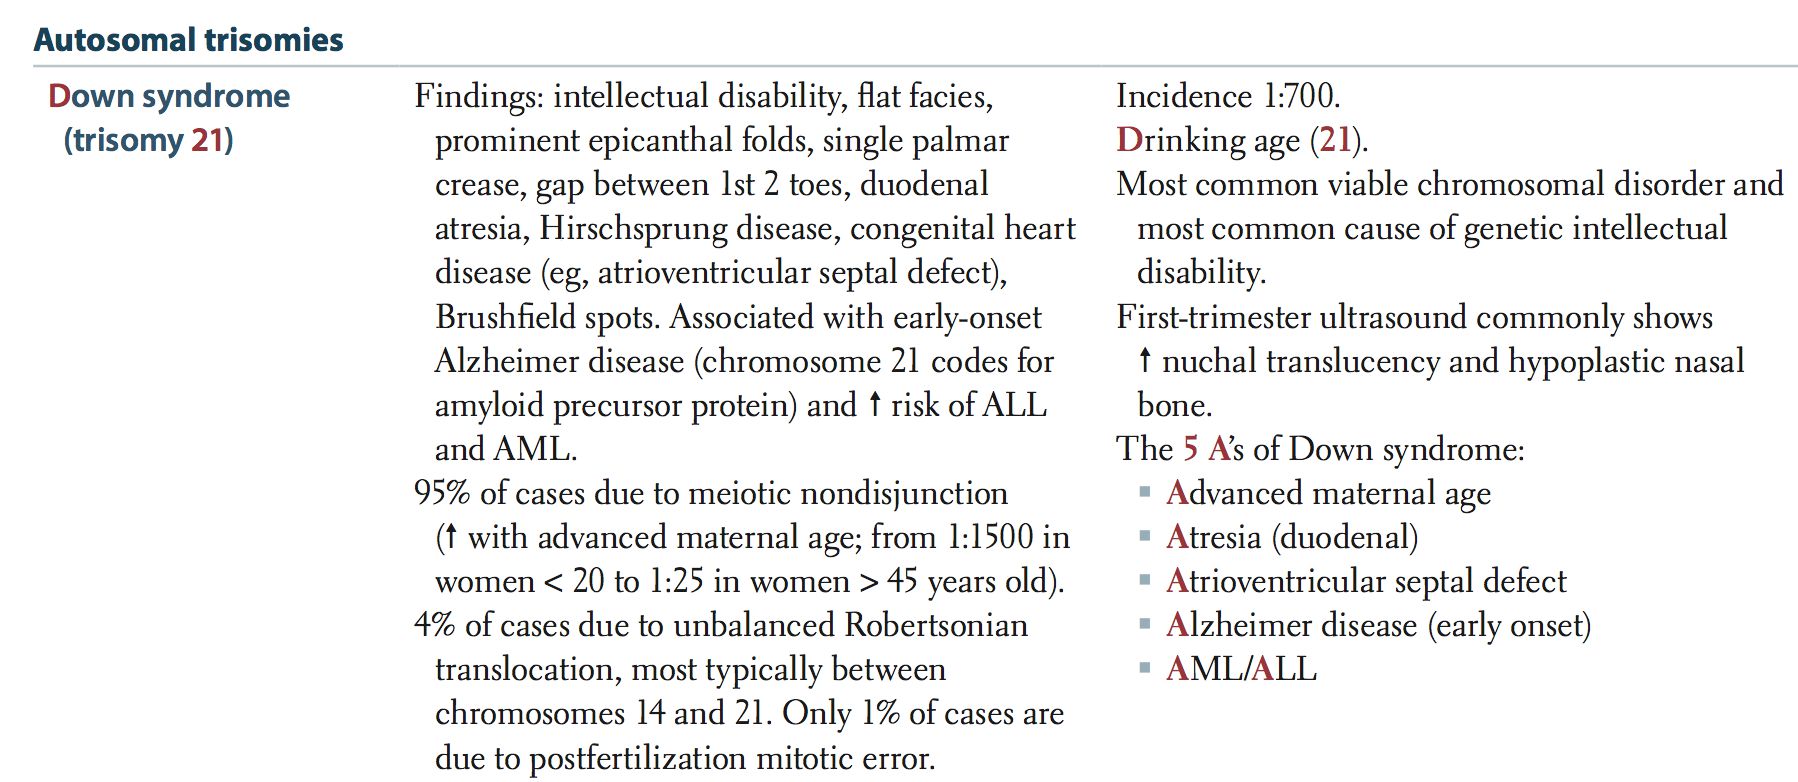 Autosomal trisomies
Down syndrome
(trisomy 21)
Findings: intellectual disability, flat facies,
prominent epicanthal folds, single palmar
crease, gap between 1st 2 toes, duodenal
atresia, Hirschsprung disease, congenital heart
disease (eg, atrioventricular septal defect),
Brushfield spots. Associated with early-onset
Alzheimer disease (chromosome 21 codes for
amyloid precursor protein) and ↑ risk of ALL
and AML.
95% of cases due to meiotic nondisjunction
(↑ with advanced maternal age; from 1:1500 in
women < 20 to 1:25 in women > 45 years old).
4% of cases due to unbalanced Robertsonian
translocation, most typically between
chromosomes 14 and 21. Only 1% of cases are
due to postfertilization mitotic error.
Incidence 1:700.
Drinking age (21).
Most common viable chromosomal disorder and
most common cause of genetic intellectual
disability.
First-trimester ultrasound commonly shows
↑ nuchal translucency and hypoplastic nasal
bone.
The 5 A's of Down syndrome:
▪ Advanced maternal age
▪ Atresia (duodenal)
▪ Atrioventricular septal defect
▪ Alzheimer disease (early onset)
▪ AML/ALL